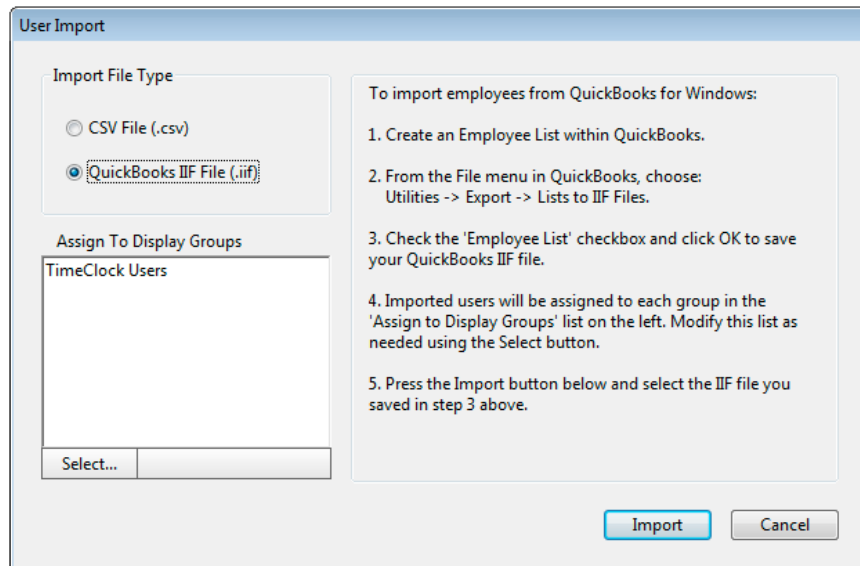 User Import
Import File Type
CSV File (.csv)
QuickBooks IIF File (.iif)
Assign To Display Groups
TimeClock Users
Select...
To import employees from QuickBooks for Windows:
1. Create an Employee List within QuickBooks.
2. From the File menu in QuickBooks, choose:
Utilities -> Export -> Lists to IIF Files.
3. Check the 'Employee List' checkbox and click OK to save
your QuickBooks IIF file.
4. Imported users will be assigned to each group in the
'Assign to Display Groups' list on the left. Modify this list as
needed using the Select button.
5. Press the Import button below and select the IIF file you
saved in step 3 above.
Import
Cancel